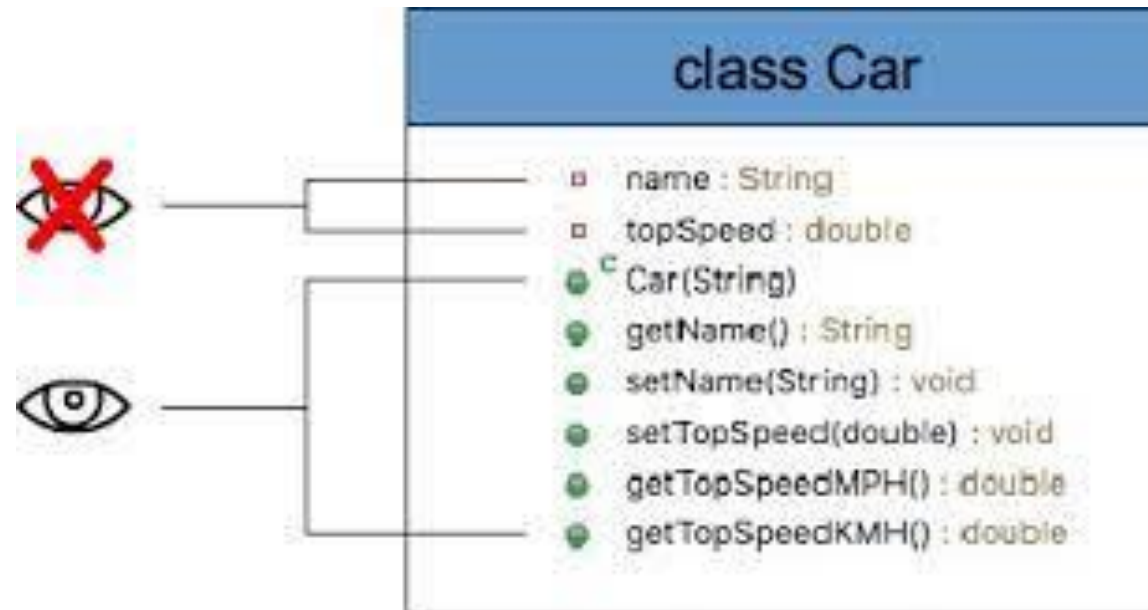 class Car
name : String
topSpeed : double
C Car(String)
getName() : String
setName(String) : void
setTopSpeed(double) : void
getTopSpeedMPH() : double
getTopSpeedKMH() : double